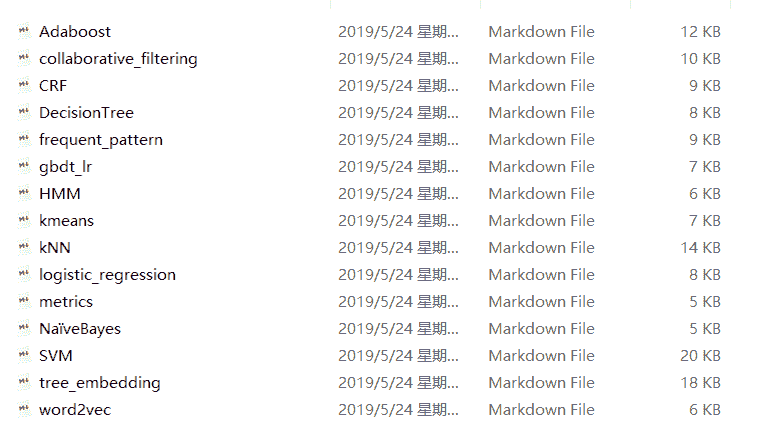 Adaboost 2019/5/24 星期... Markdown File 12 KB
collaborative_filtering 2019/5/24 星期... Markdown File 10 KB
CRF 2019/5/24 星期... Markdown File 9 KB
DecisionTree 2019/5/24 星期... Markdown File 8 KB
frequent_pattern 2019/5/24 星期... Markdown File 9 KB
gbdt_lr 2019/5/24 星期... Markdown File 7 KB
HMM 2019/5/24 星期... Markdown File 6 KB
kmeans 2019/5/24 星期... Markdown File 7 KB
kNN 2019/5/24 星期... Markdown File 14 KB
logistic_regression 2019/5/24 星期... Markdown File 8 KB
metrics 2019/5/24 星期... Markdown File 5 KB
NaïveBayes 2019/5/24 星期... Markdown File 5 KB
SVM 2019/5/24 星期... Markdown File 20 KB
tree_embedding 2019/5/24 星期... Markdown File 18 KB
word2vec 2019/5/24 星期... Markdown File 6 KB